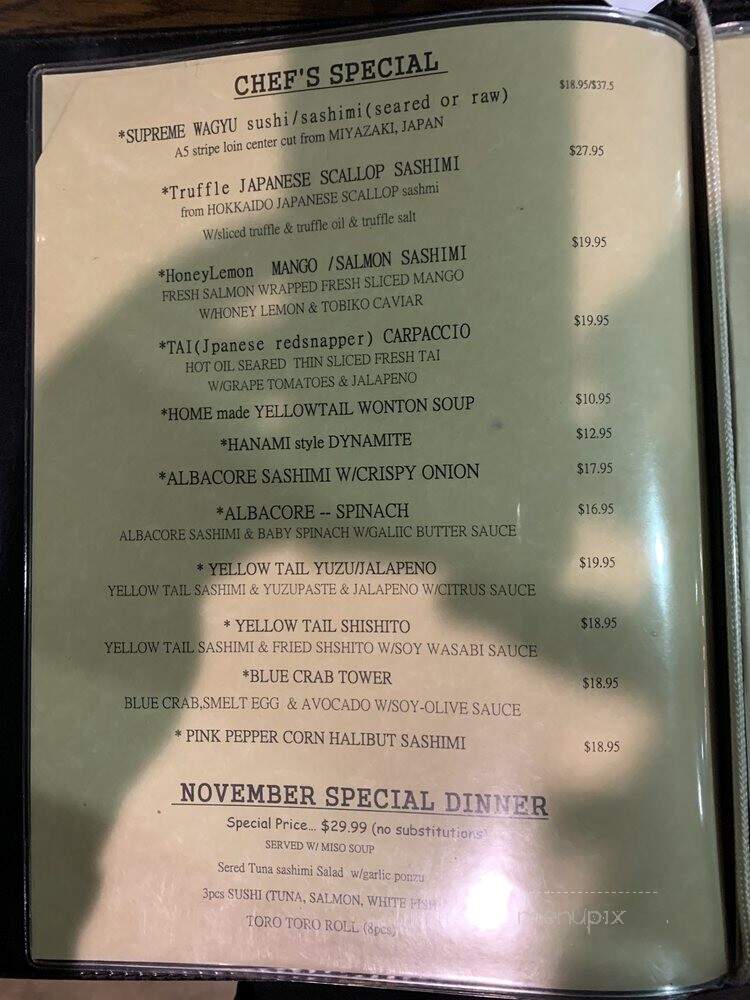 CHEF'S SPECIAL
*SUPREME WAGYU sushi/sashimi(seared or raw) $18.95/$37.5
A5 stripe loin center cut from MIYAZAKI, JAPAN
*Truffle JAPANESE SCALLOP SASHIMI $27.95
from HOKKAIDO JAPANESE SCALLOP sashmi
W/sliced truffle & truffle oil & truffle salt
*HoneyLemon MANGO /SALMON SASHIMI $19.95
FRESH SALMON WRAPPED FRESH SLICED MANGO
W/HONEY LEMON & TOBIKO CAVIAR
*TAI(Jpanese redsnapper) CARPACCIO $19.95
HOT OIL SEARED THIN SLICED FRESH TAI
W/GRAPE TOMATOES & JALAPENO
*HOME made YELLOWTAIL WONTON SOUP $10.95
*HANAMI style DYNAMITE $12.95
*ALBACORE SASHIMI W/CRISPY ONION $17.95
*ALBACORE -- SPINACH $16.95
ALBACORE SASHIMI & BABY SPINACH W/GALIIC BUTTER SAUCE
* YELLOW TAIL YUZU/JALAPENO $19.95
YELLOW TAIL SASHIMI & YUZUPASTE & JALAPENO W/CITRUS SAUCE
* YELLOW TAIL SHISHITO $18.95
YELLOW TAIL SASHIMI & FRIED SHSHITO W/SOY WASABI SAUCE
*BLUE CRAB TOWER $18.95
BLUE CRAB,SMELT EGG & AVOCADO W/SOY-OLIVE SAUCE
* PINK PEPPER CORN HALIBUT SASHIMI $18.95
NOVEMBER SPECIAL DINNER
Special Price... $29.99 (no substitutions)
SERVED W/ MISO SOUP
Sered Tuna sashimi Salad w/garlic ponzu
3pcs SUSHI (TUNA, SALMON, WHITE FISH
TORO TORO ROLL (8pcs)
menupix